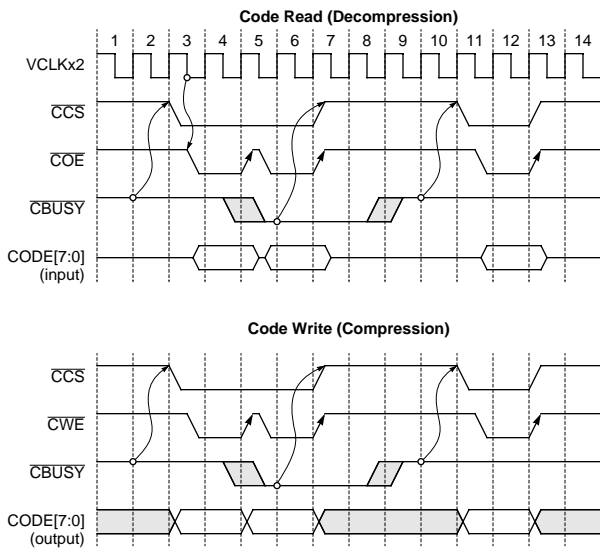 Code Read (Decompression)
1 2 3 4 5 6 7 8 9 10 11 12 13 14
VCLKx2
CCS
COE
CBUSY
CODE[7:0]
(input)
Code Write (Compression)
CCS
CWE
CBUSY
CODE[7:0]
(output)